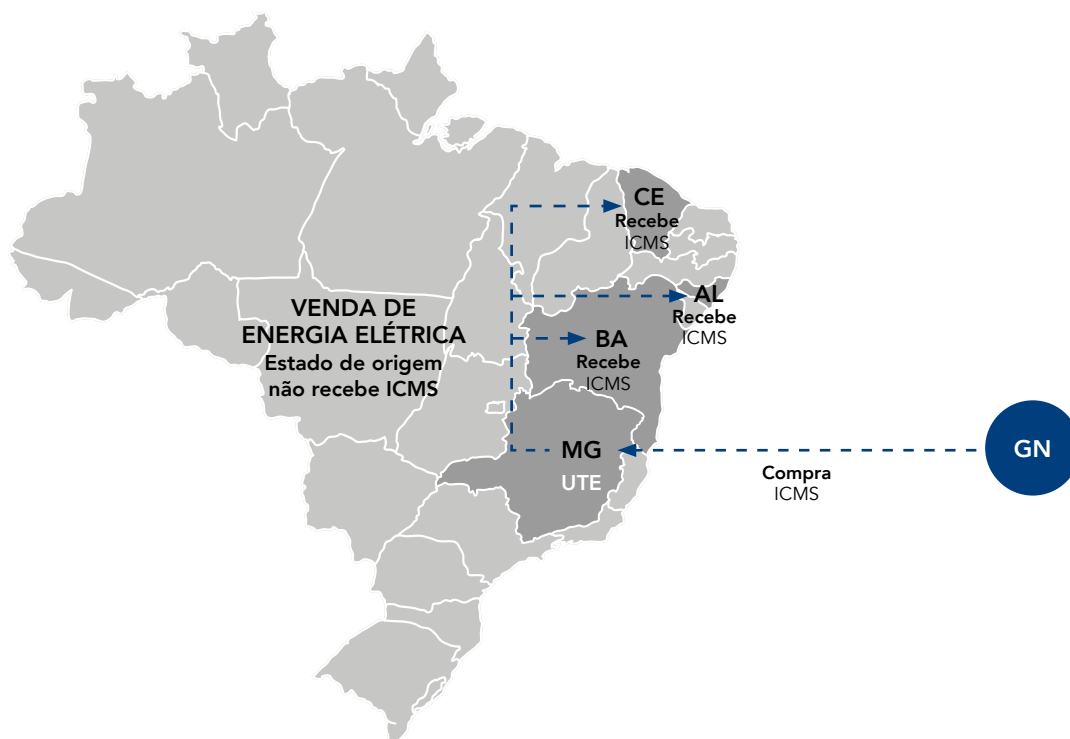 CE
Recebe
ICMS
AL
Recebe
ICMS
VENDA DE
ENERGIA ELÉTRICA
Estado de origem
não recebe ICMS
BA
Recebe
ICMS
MG
UTE
Compra
ICMS
GN